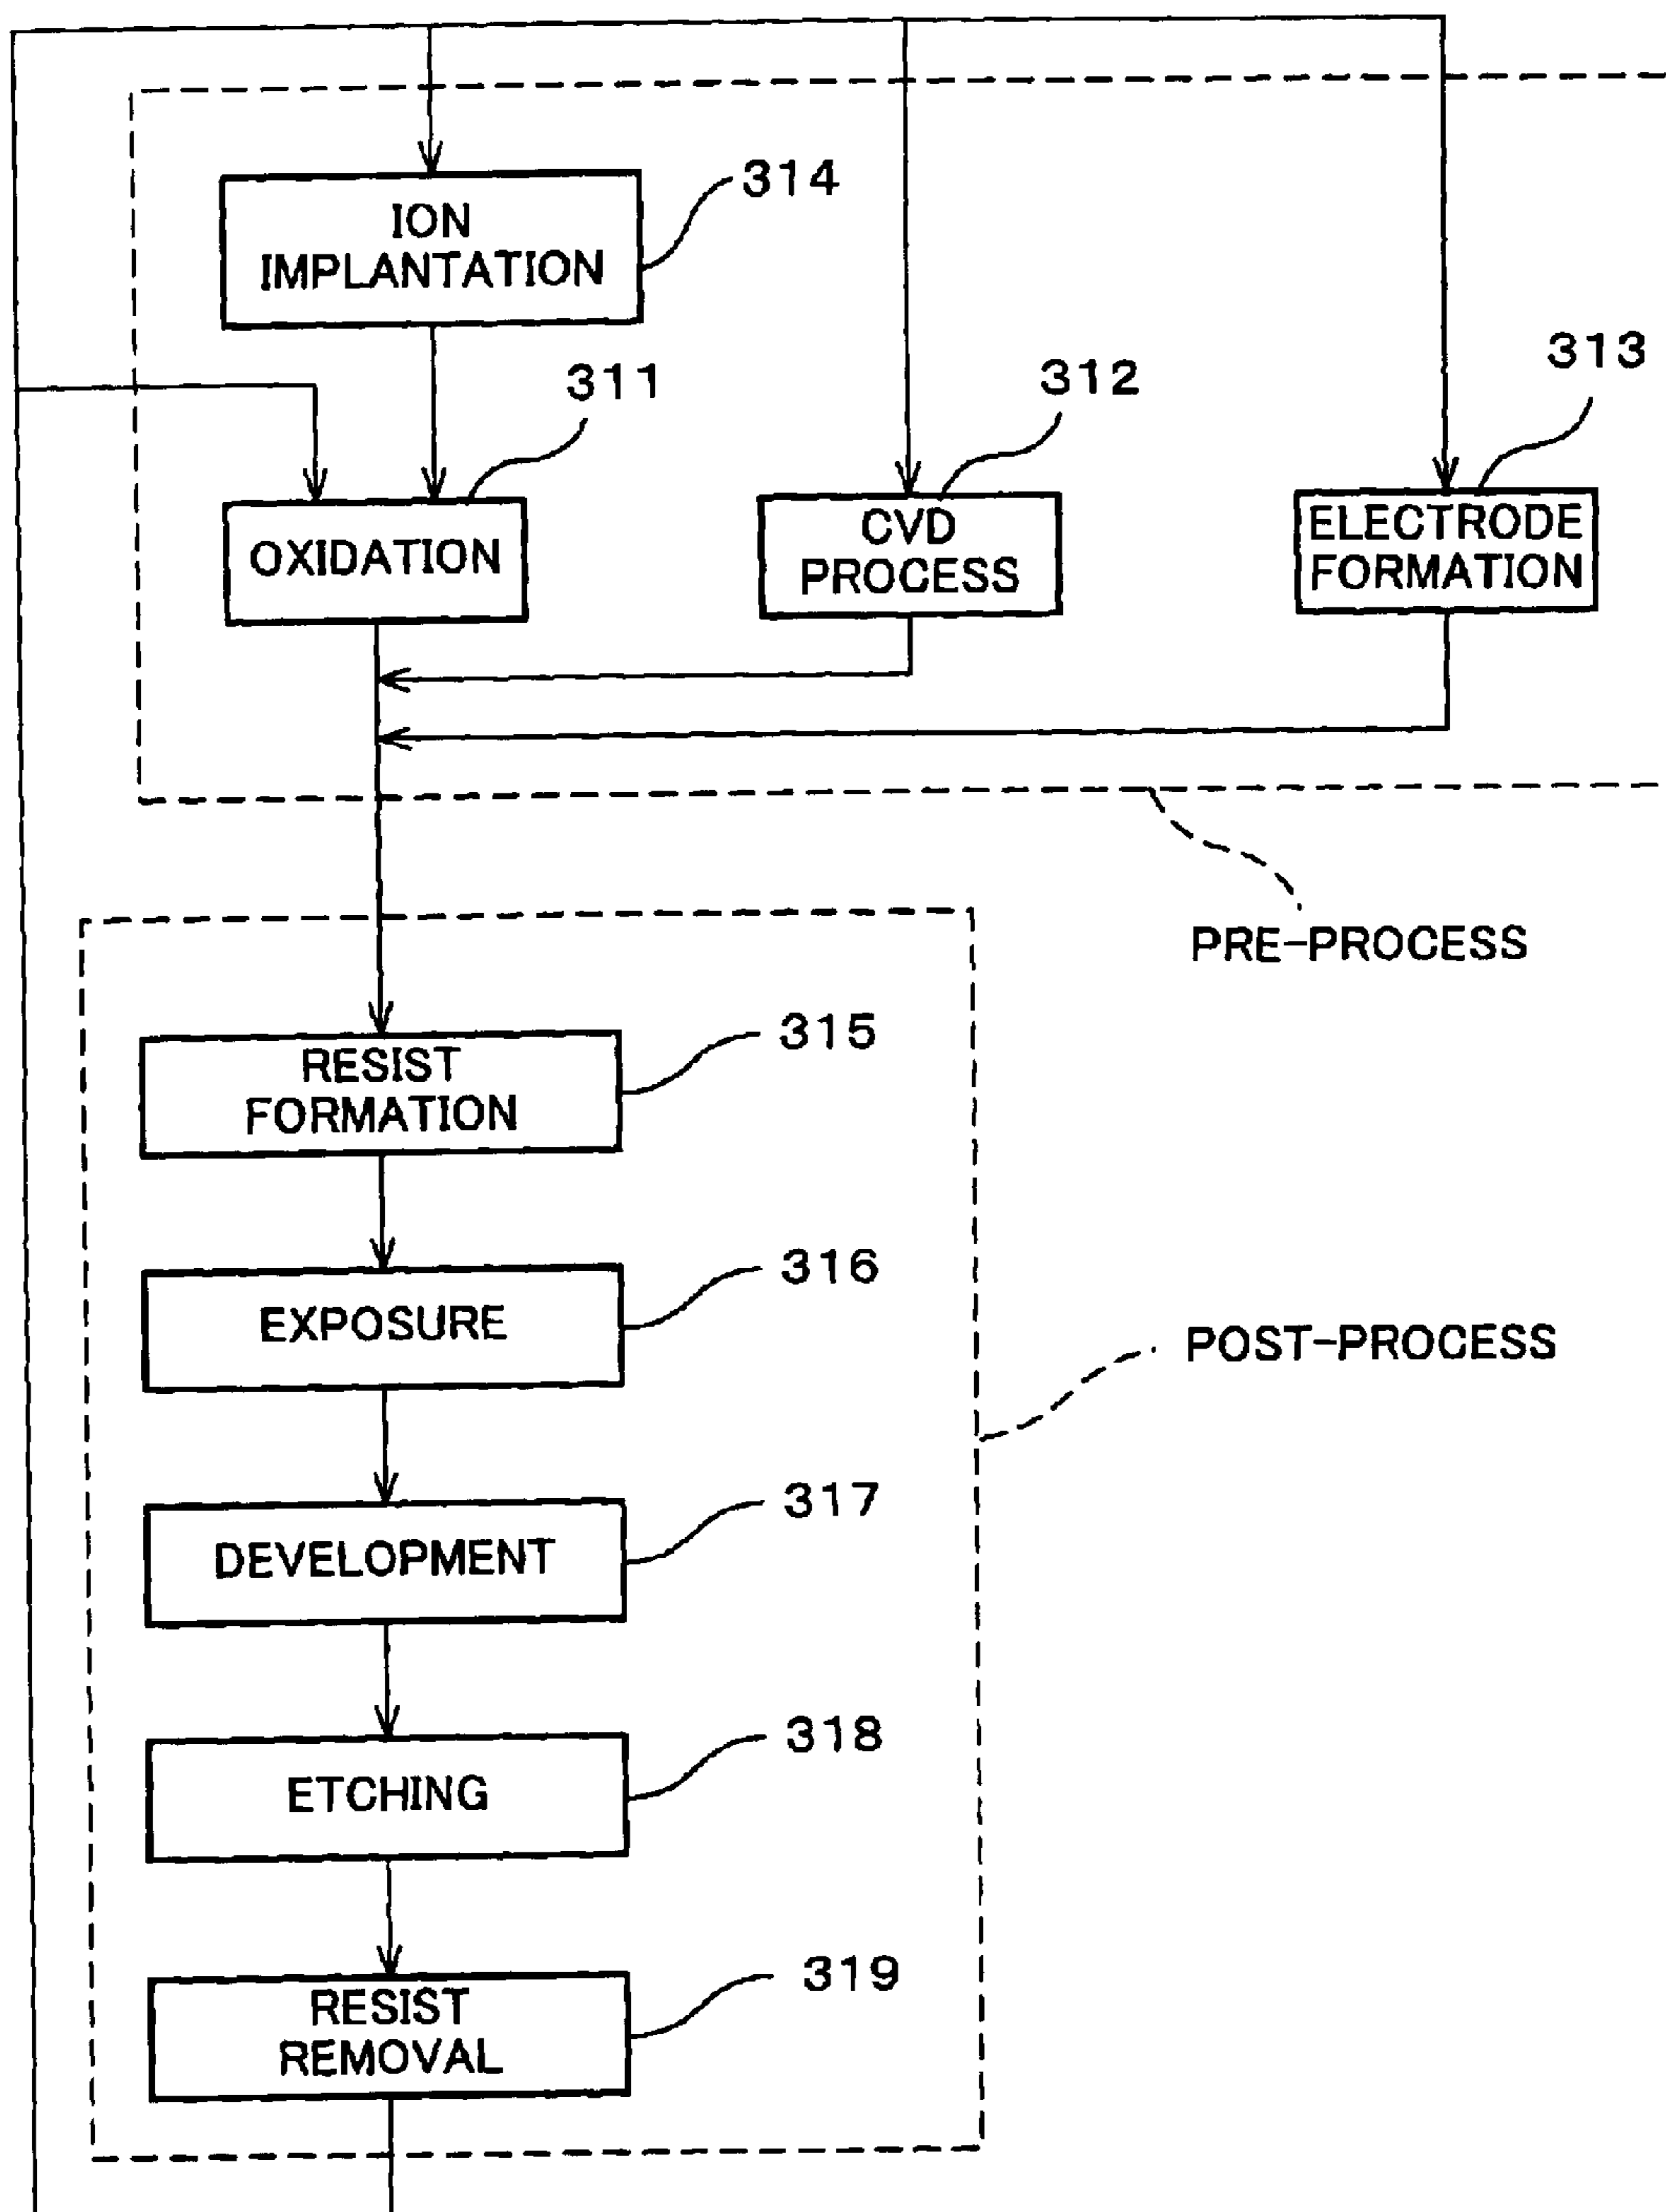 314
ION
IMPLANTATION
311
312
313
OXIDATION
CVD
PROCESS
ELECTRODE
FORMATION
PRE-PROCESS
315
RESIST
FORMATION
316
EXPOSURE
POST-PROCESS
317
DEVELOPMENT
318
ETCHING
319
RESIST
REMOVAL